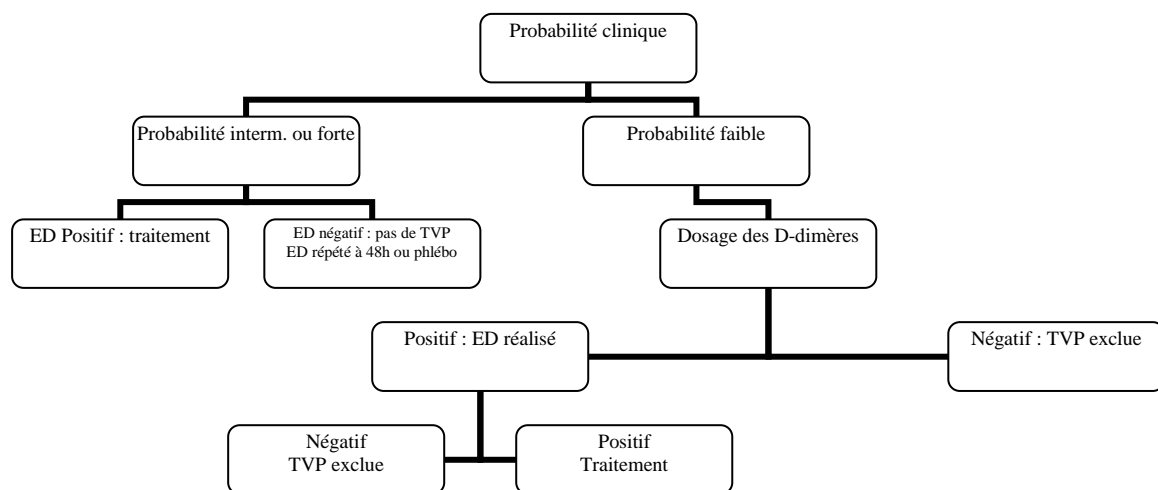 Probabilité clinique
Probabilité interm. ou forte
Probabilité faible
ED Positif : traitement
ED négatif : pas de TVP
ED répété à 48h ou phlébo
Dosage des D-dimères
Positif : ED réalisé
Négatif : TVP exclue
Négatif
TVP exclue
Positif
Traitement